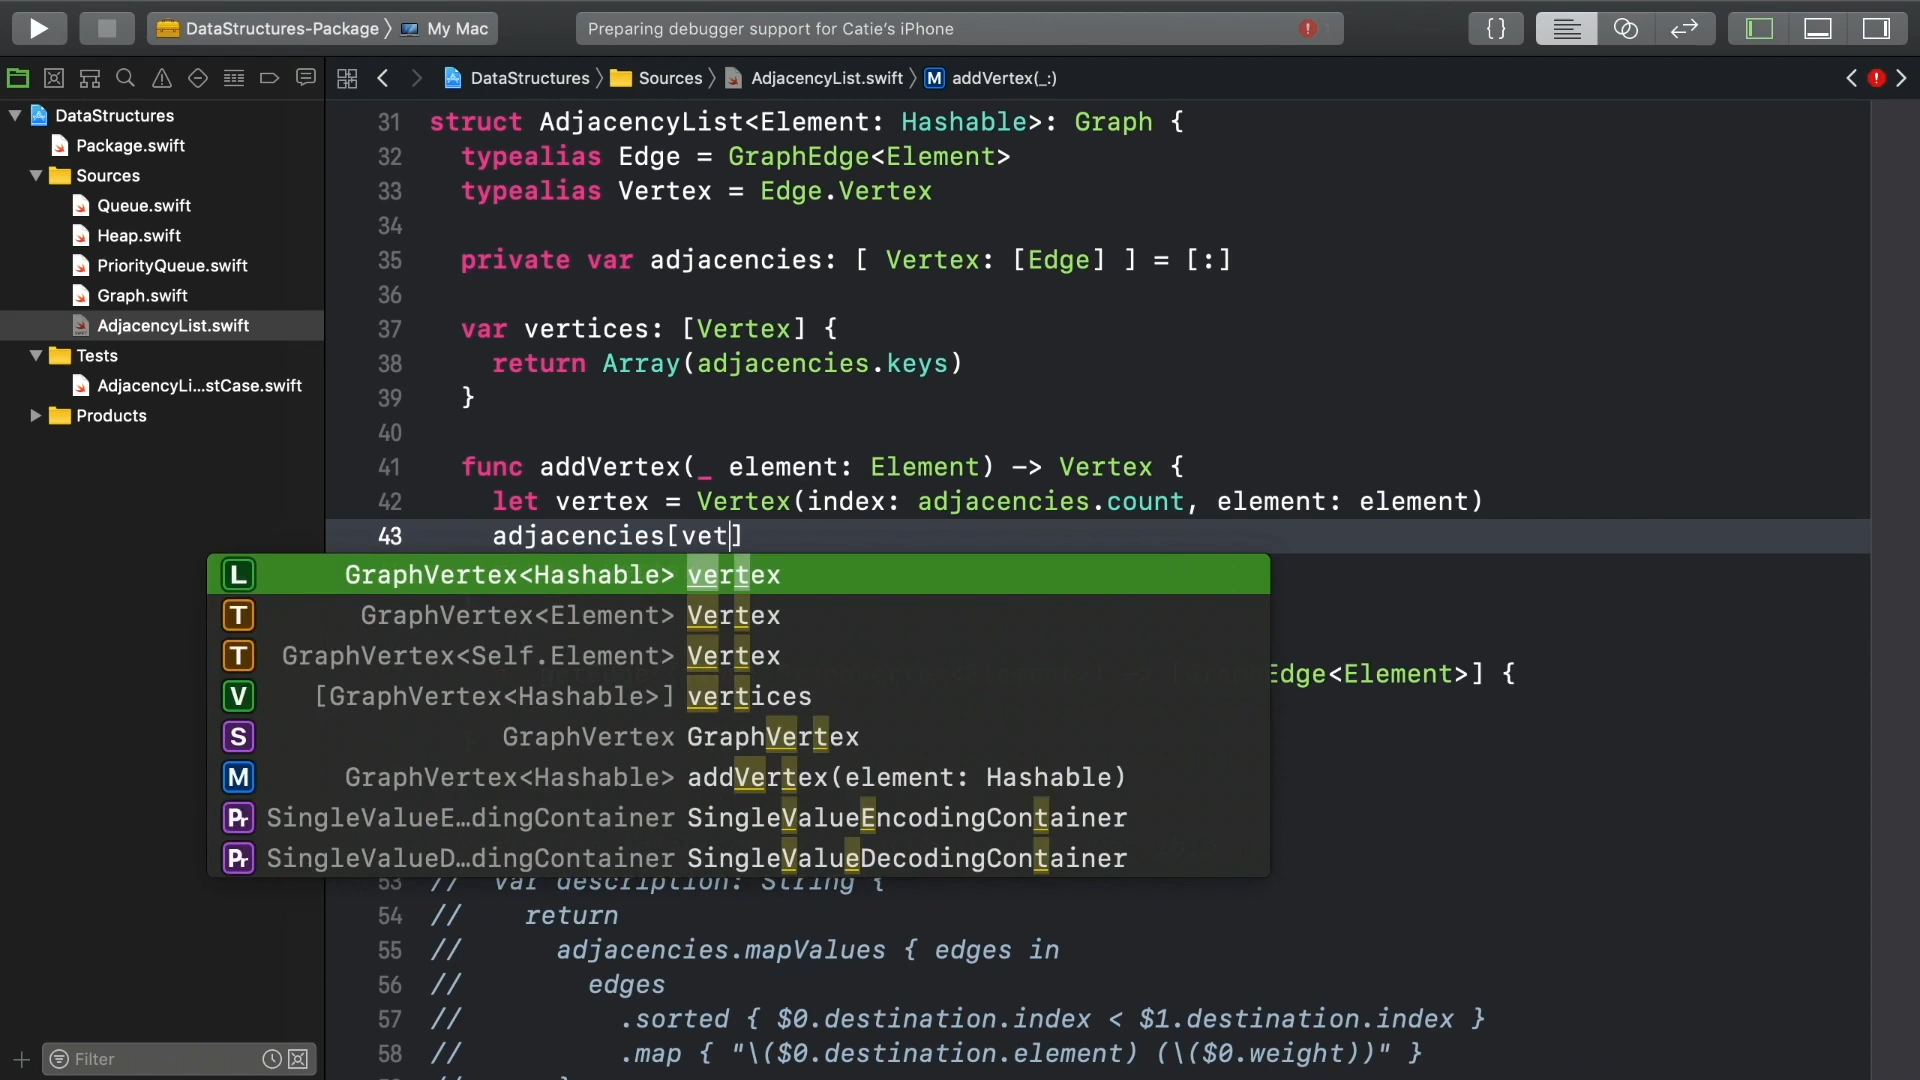 DataStructures-Package
My Mac
Preparing debugger support for Catie's iPhone
{}
DataStructures
Sources
AdjacencyList.swift
M
addVertex(_:)
DataStructures
Package.swift
Sources
Queue.swift
Heap.swift
PriorityQueue.swift
Graph.swift
AdjacencyList.swift
Tests
AdjacencyLi...stCase.swift
Products
Filter
31 struct AdjacencyList<Element: Hashable>: Graph {
32 typealias Edge = GraphEdge<Element>
33 typealias Vertex = Edge.Vertex
34
35 private var adjacencies: [ Vertex: [Edge] ] = [:]
36
37 var vertices: [Vertex] {
38 return Array(adjacencies.keys)
39 }
40
41 func addVertex(_ element: Element) -> Vertex {
42 let vertex = Vertex(index: adjacencies.count, element: element)
43 adjacencies[vet]
L GraphVertex<Hashable> vertex
T GraphVertex<Element> Vertex
T GraphVertex<Self.Element> Vertex
Edge<Element>] {
V [GraphVertex<Hashable>] vertices
S GraphVertex GraphVertex
M GraphVertex<Hashable> addVertex(element: Hashable)
Pr SingleValueE...dingContainer SingleValueEncodingContainer
Pr SingleValueD...dingContainer SingleValueDecodingContainer
53 // var description: String {
54 // return
55 // adjacencies.mapValues { edges in
56 // edges
57 // .sorted { $0.destination.index < $1.destination.index }
58 // .map { "\($0.destination.element) (\($0.weight))" }